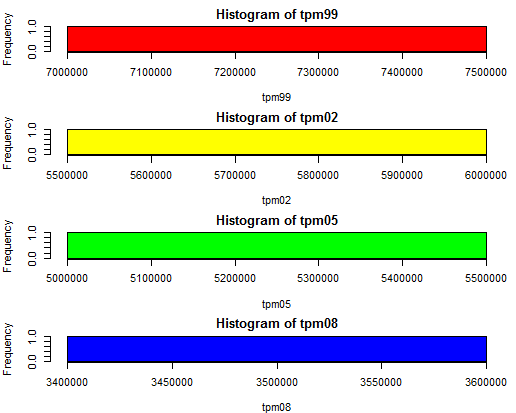 Histogram of tpm99
Frequency
0.0 1.0
7000000 7100000 7200000 7300000 7400000 7500000
tpm99
Histogram of tpm02
Frequency
0.0 1.0
5500000 5600000 5700000 5800000 5900000 6000000
tpm02
Histogram of tpm05
Frequency
0.0 1.0
5000000 5100000 5200000 5300000 5400000 5500000
tpm05
Histogram of tpm08
Frequency
0.0 1.0
3400000 3450000 3500000 3550000 3600000
tpm08